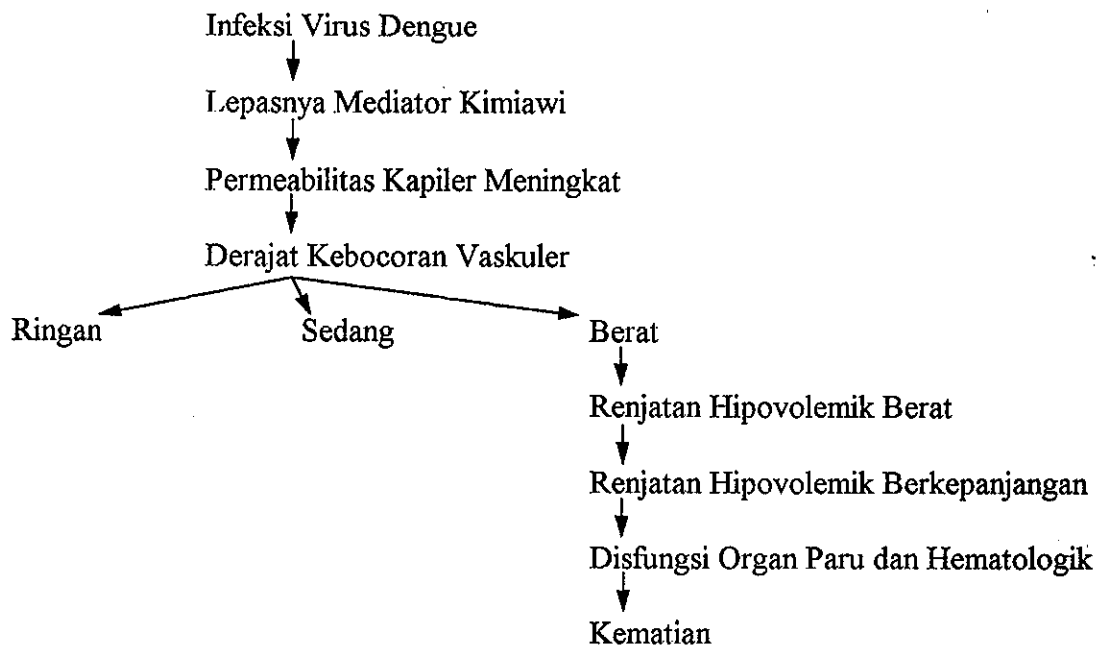 Infeksi Virus Dengue
Lepasnya Mediator Kimiawi
Permeabilitas Kapiler Meningkat
Derajat Kebocoran Vaskuler
Ringan Sedang Berat
Renjatan Hipovolemik Berat
Renjatan Hipovolemik Berkepanjangan
Disfungsi Organ Paru dan Hematologik
Kematian